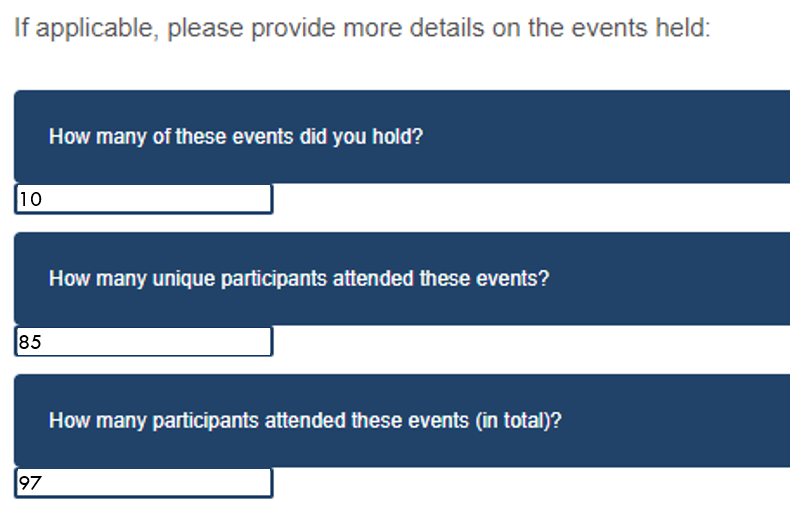 If applicable, please provide more details on the events held:
How many of these events did you hold?
10
How many unique participants attended these events?
85
How many participants attended these events (in total)?
97